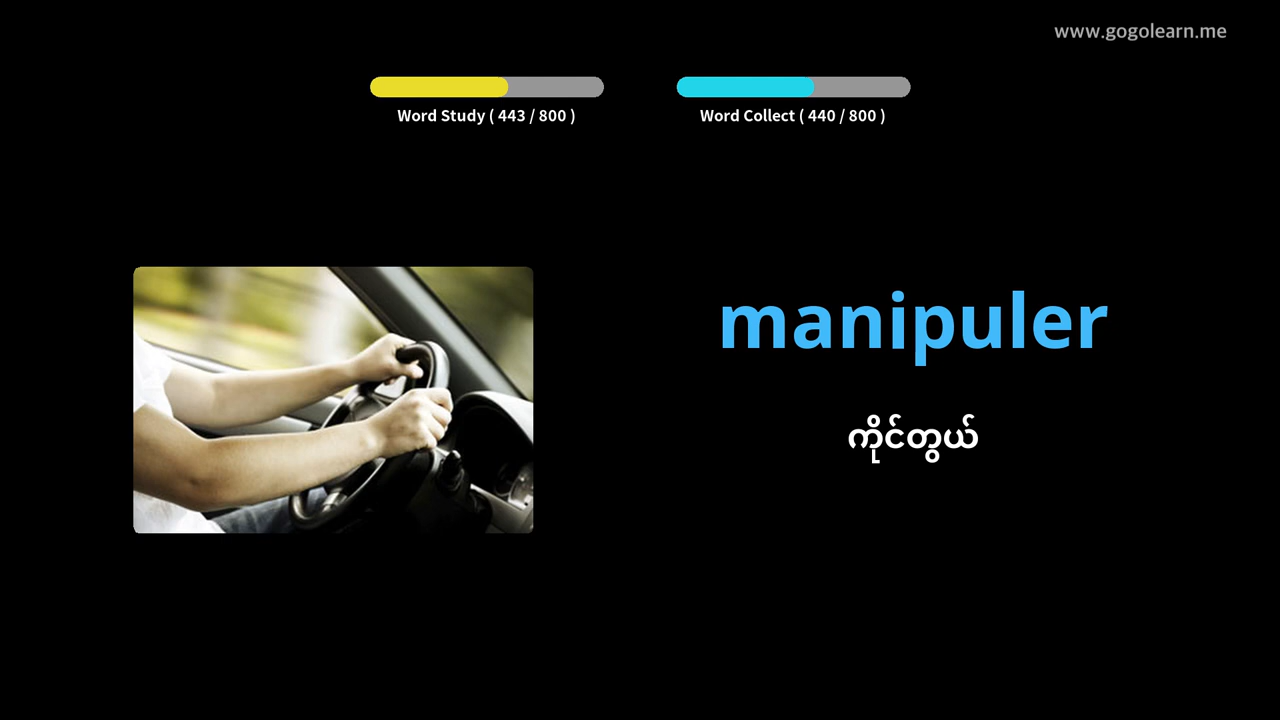 www.gogolearn.me
Word Study ( 443 / 800 )
Word Collect ( 440 / 800 )
manipuler
ကိုင်တွယ်